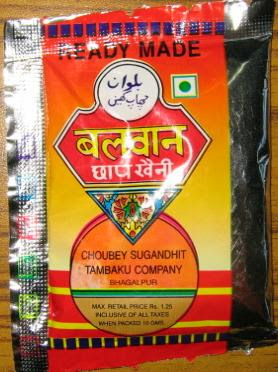 READY MADE
بلوان
چھاپ کھینی
बलवान
छाप खैनी
CHOUBEY SUGANDHIT
TAMBAKU COMPANY
BHAGALPUR
MAX. RETAIL PRICE Rs. 1.25
INCLUSIVE OF ALL TAXES
WHEN PACKED 10 GMS.